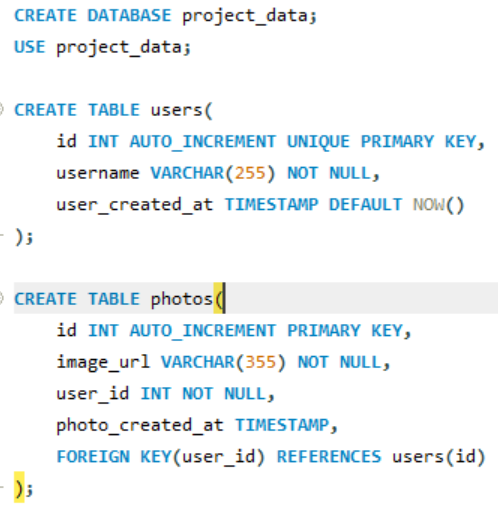 CREATE DATABASE project_data;
USE project_data;
CREATE TABLE users(
id INT AUTO_INCREMENT UNIQUE PRIMARY KEY,
username VARCHAR(255) NOT NULL,
user_created_at TIMESTAMP DEFAULT NOW()
);
CREATE TABLE photos(
id INT AUTO_INCREMENT PRIMARY KEY,
image_url VARCHAR(355) NOT NULL,
user_id INT NOT NULL,
photo_created_at TIMESTAMP,
FOREIGN KEY(user_id) REFERENCES users(id)
);